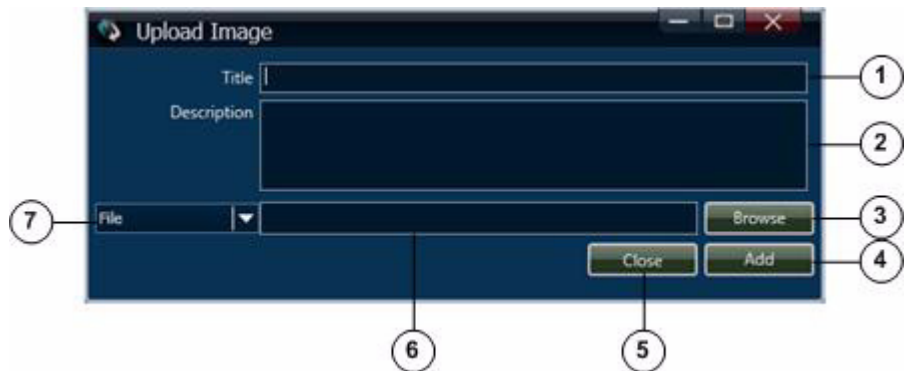 Upload Image
Title 1
Description 2
7 File Browse 3
Close Add 4
6 5